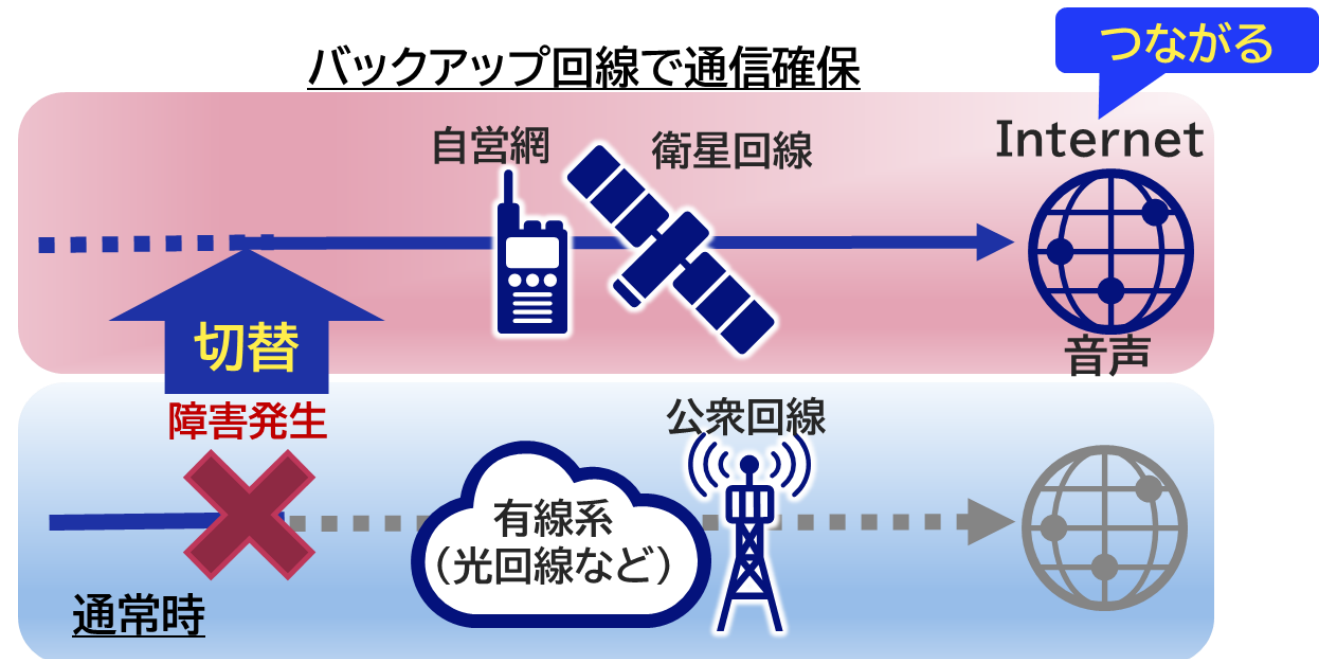 つながる
バックアップ回線で通信確保
自営網
衛星回線
Internet
音声
切替
障害発生
公衆回線
有線系
(光回線など)
通常時